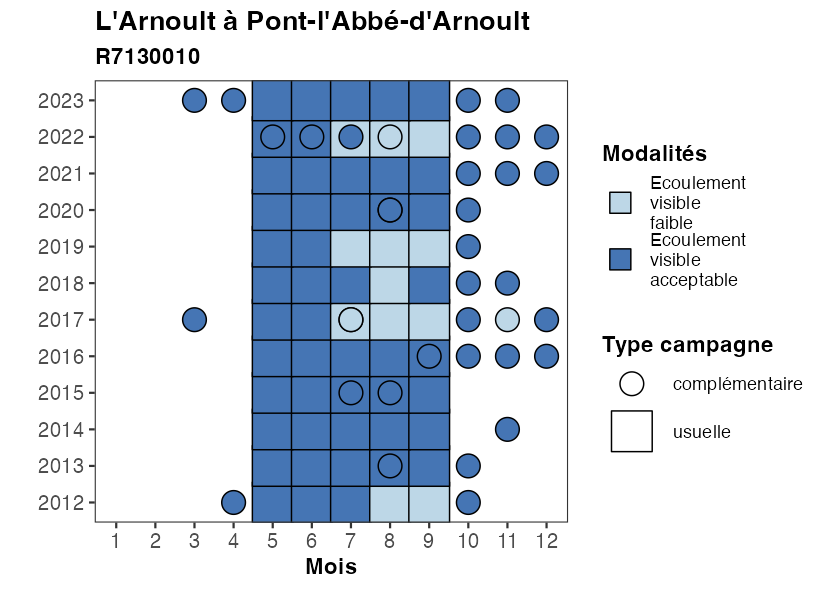 L'Arnoult à Pont-l'Abbé-d'Arnoult
R7130010
2023
2022
2021
2020
2019
2018
2017
2016
2015
2014
2013
2012
1 2 3 4 5 6 7 8 9 10 11 12
Mois
Modalités
Ecoulement
visible
faible
Ecoulement
visible
acceptable
Type campagne
complémentaire
usuelle